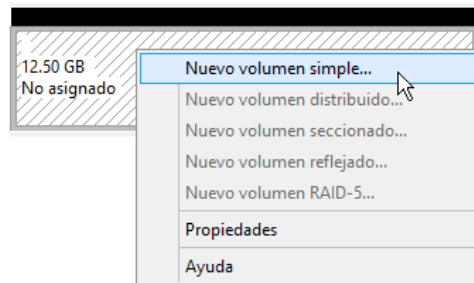 12.50 GB
No asignado
Nuevo volumen simple...
Nuevo volumen distribuido...
Nuevo volumen seccionado...
Nuevo volumen reflejado...
Nuevo volumen RAID-5...
Propiedades
Ayuda